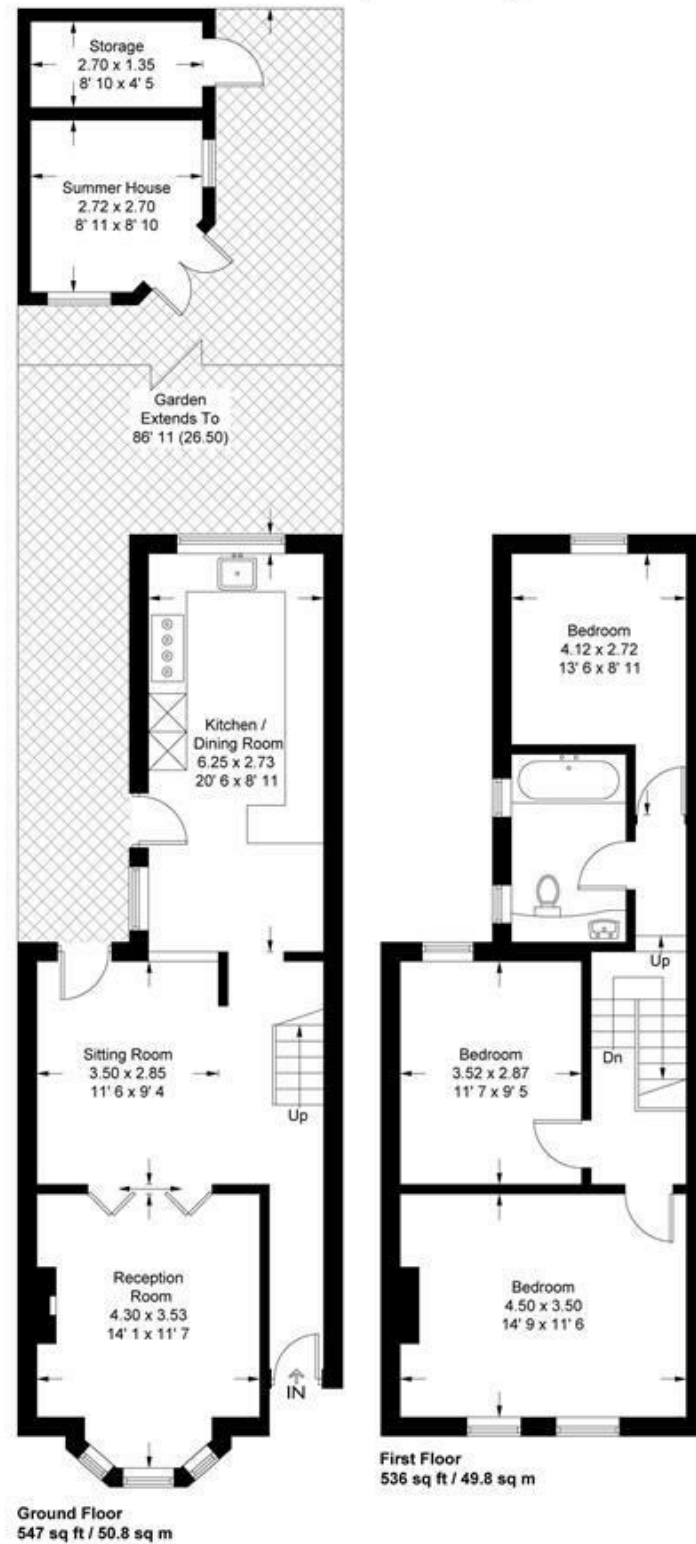 Storage
2.70 x 1.35
8' 10 x 4' 5
Summer House
2.72 x 2.70
8' 11 x 8' 10
Garden
Extends To
86' 11 (26.50)
Kitchen /
Dining Room
6.25 x 2.73
20' 6 x 8' 11
Sitting Room
3.50 x 2.85
11' 6 x 9' 4
Up
Reception
Room
4.30 x 3.53
14' 1 x 11' 7
IN
Ground Floor
547 sq ft / 50.8 sq m
Bedroom
4.12 x 2.72
13' 6 x 8' 11
Up
Dn
Bedroom
3.52 x 2.87
11' 7 x 9' 5
Bedroom
4.50 x 3.50
14' 9 x 11' 6
First Floor
536 sq ft / 49.8 sq m